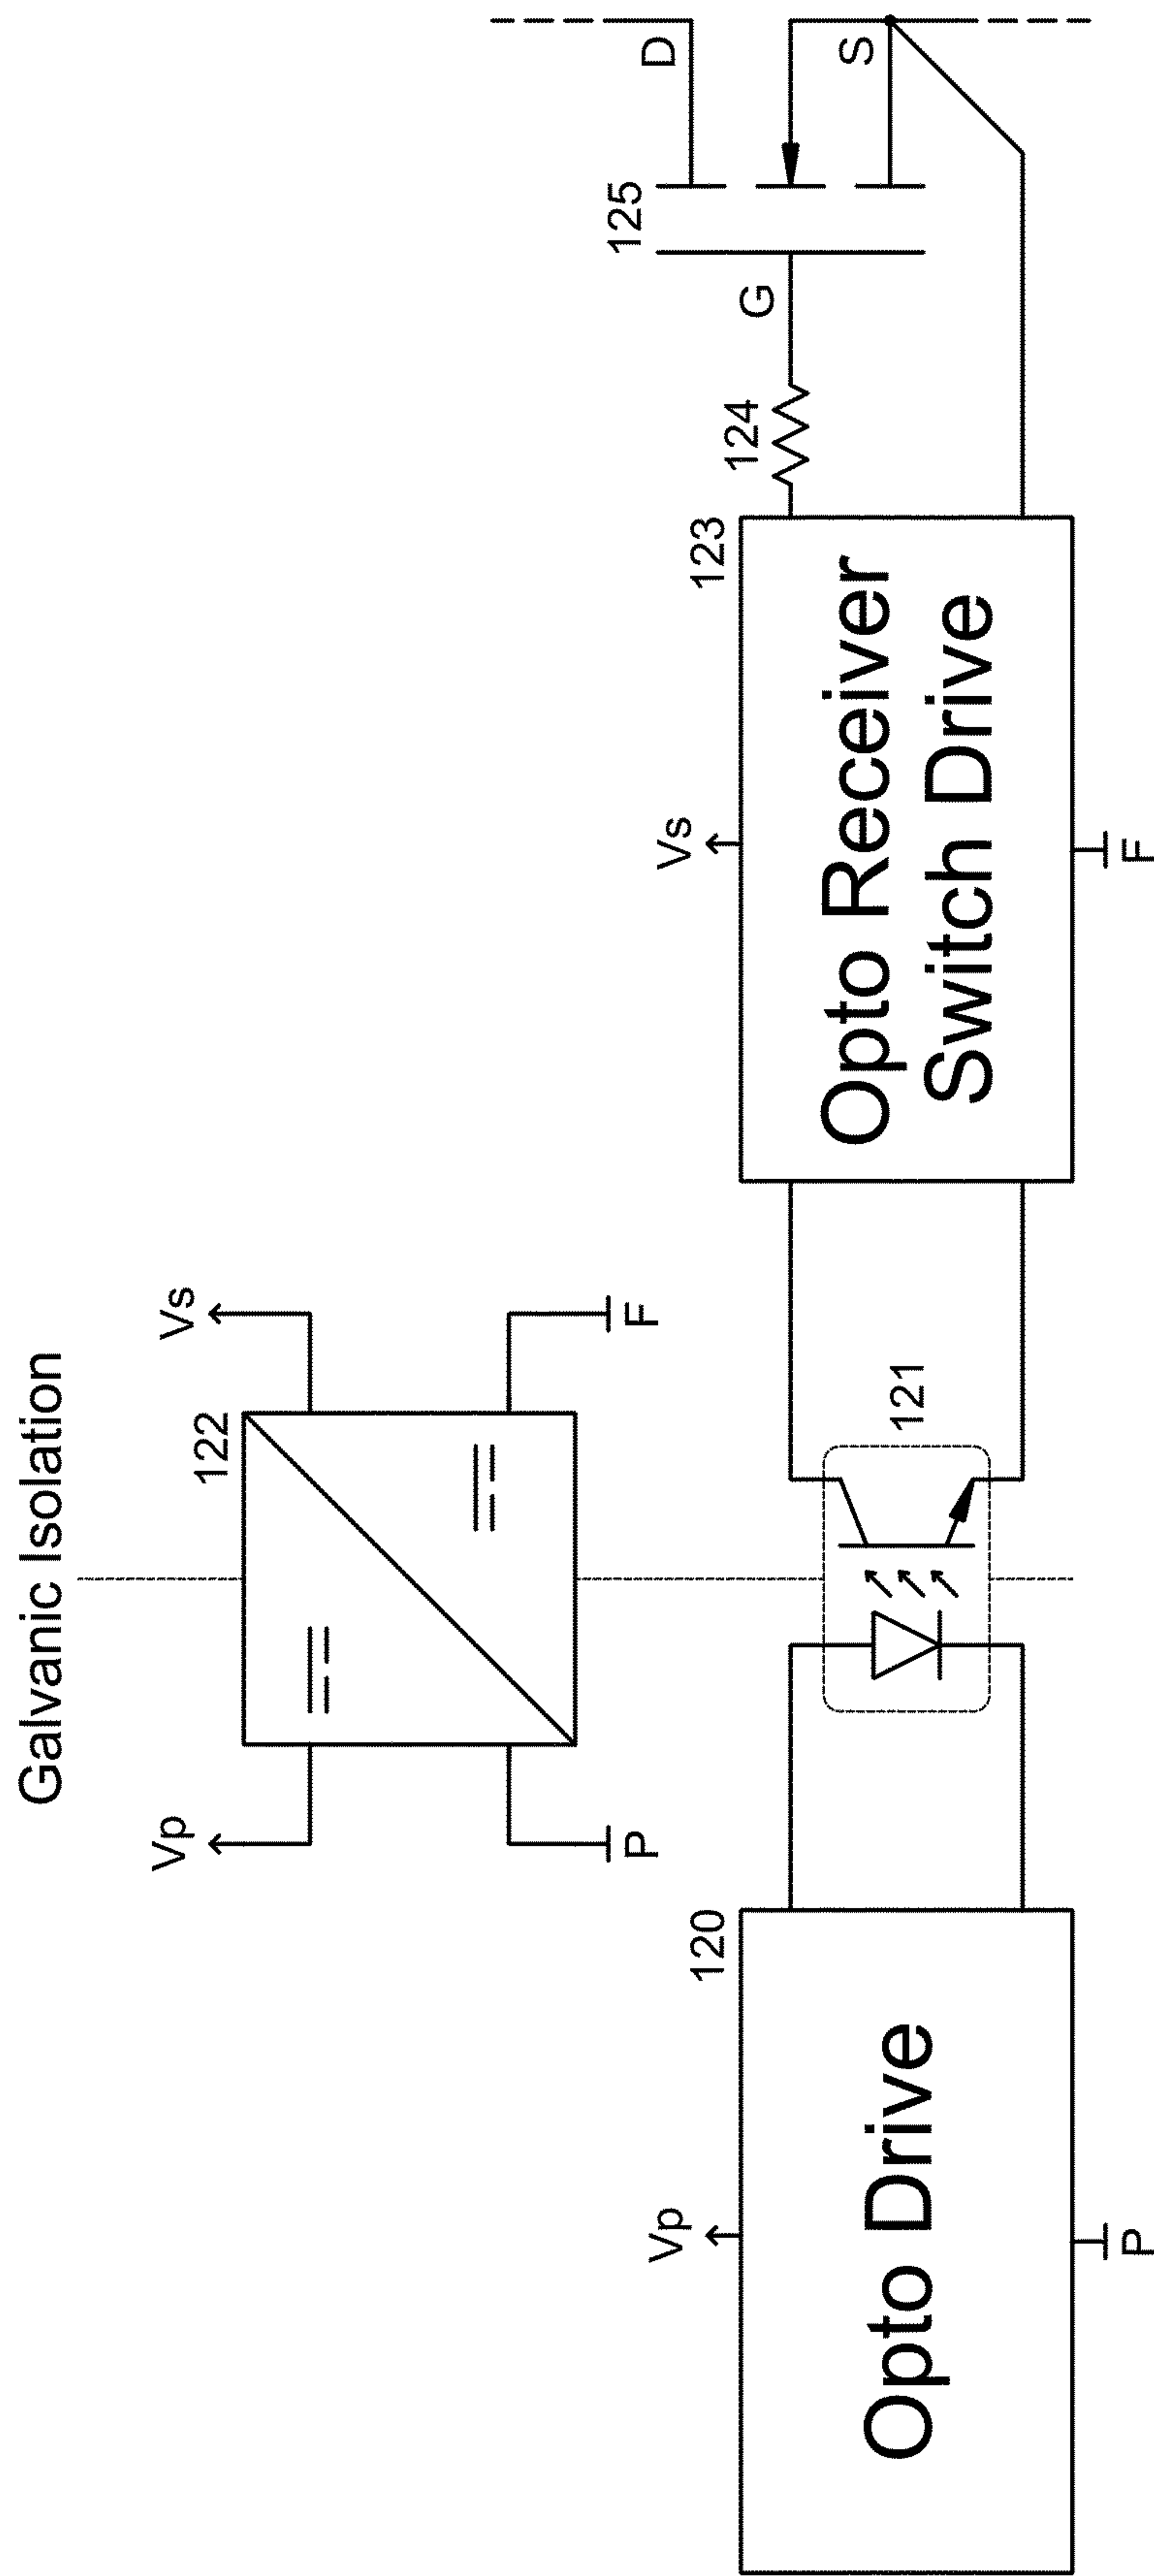 Galvanic Isolation
122
Vp
Vs
P
F
120
Vp
Opto Drive
P
121
123
Vs
Opto Receiver
Switch Drive
F
124
G
125
D
S